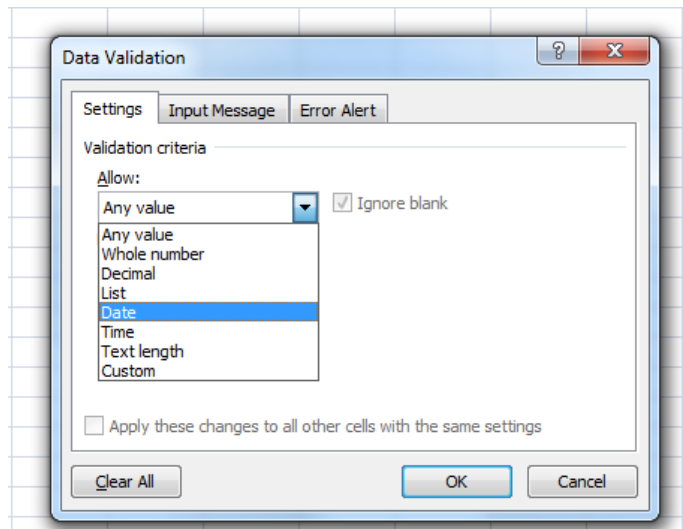 Data Validation
Settings Input Message Error Alert
Validation criteria
Allow:
Any value Ignore blank
Any value
Whole number
Decimal
List
Date
Time
Text length
Custom
Apply these changes to all other cells with the same settings
Clear All OK Cancel